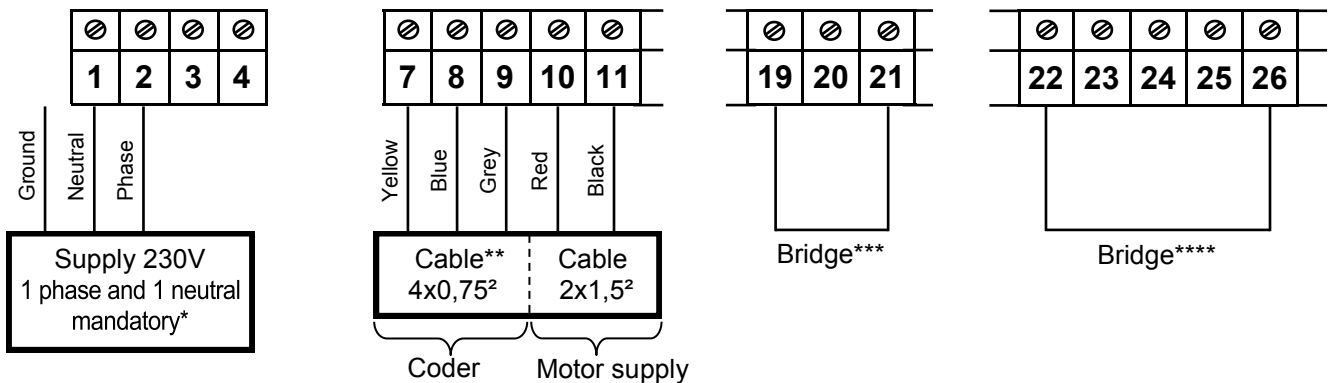 1 2 3 4
7 8 9 10 11
19 20 21
22 23 24 25 26
Ground
Neutral
Phase
Yellow
Blue
Grey
Red
Black
Supply 230V
1 phase and 1 neutral
mandatory*
Cable**
4x0,75²
Cable
2x1,5²
Coder
Motor supply
Bridge***
Bridge****